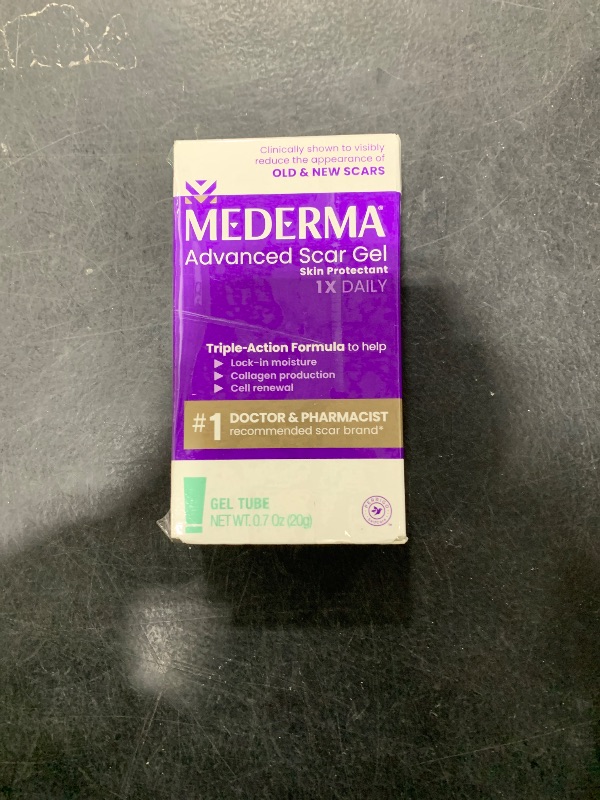 Clinically shown to visibly
reduce the appearance of
OLD & NEW SCARS
MEDERMA®
Advanced Scar Gel
Skin Protectant
1X DAILY
Triple-Action Formula to help
▶ Lock-in moisture
▶ Collagen production
▶ Cell renewal
#1 DOCTOR & PHARMACIST
recommended scar brand*
GEL TUBE
NET WT. 0.7 Oz (20g)
PERRIGO